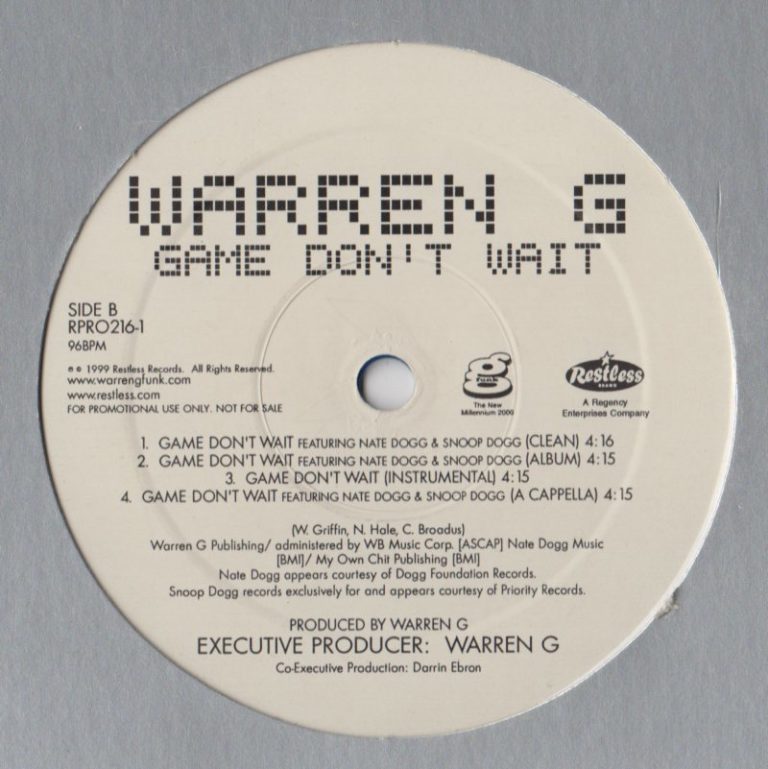 WARREN G
GAME DON'T WAIT
SIDE B
RPRO216-1
96BPM
℗ © 1999 Restless Records. All Rights Reserved.
www.warrengfunk.com
www.restless.com
FOR PROMOTIONAL USE ONLY. NOT FOR SALE
g funk
The New
Millennium 2000
Restless
A Regency
Enterprises Company
1. GAME DON'T WAIT FEATURING NATE DOGG & SNOOP DOGG (CLEAN) 4:16
2. GAME DON'T WAIT FEATURING NATE DOGG & SNOOP DOGG (ALBUM) 4:15
3. GAME DON'T WAIT (INSTRUMENTAL) 4:15
4. GAME DON'T WAIT FEATURING NATE DOGG & SNOOP DOGG (A CAPPELLA) 4:15
(W. Griffin, N. Hale, C. Broadus)
Warren G Publishing/ administered by WB Music Corp. [ASCAP] Nate Dogg Music
[BMI]/ My Own Chit Publishing [BMI]
Nate Dogg appears courtesy of Dogg Foundation Records.
Snoop Dogg records exclusively for and appears courtesy of Priority Records.
PRODUCED BY WARREN G
EXECUTIVE PRODUCER: WARREN G
Co-Executive Production: Darrin Ebron